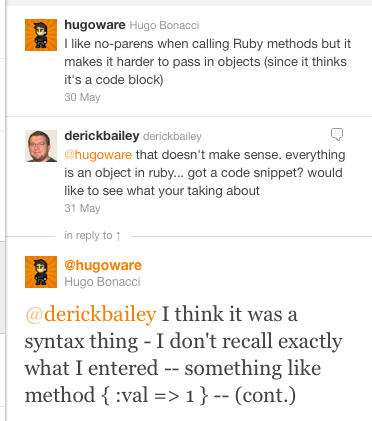 hugoware Hugo Bonacci
I like no-parens when calling Ruby methods but it
makes it harder to pass in objects (since it thinks
it's a code block)
30 May
derickbailey derickbailey
@hugoware that doesn't make sense. everything
is an object in ruby... got a code snippet? would
like to see what your taking about
31 May
in reply to ↑
@hugoware
Hugo Bonacci
@derickbailey I think it was a
syntax thing - I don't recall exactly
what I entered -- something like
method { :val => 1 } -- (cont.)